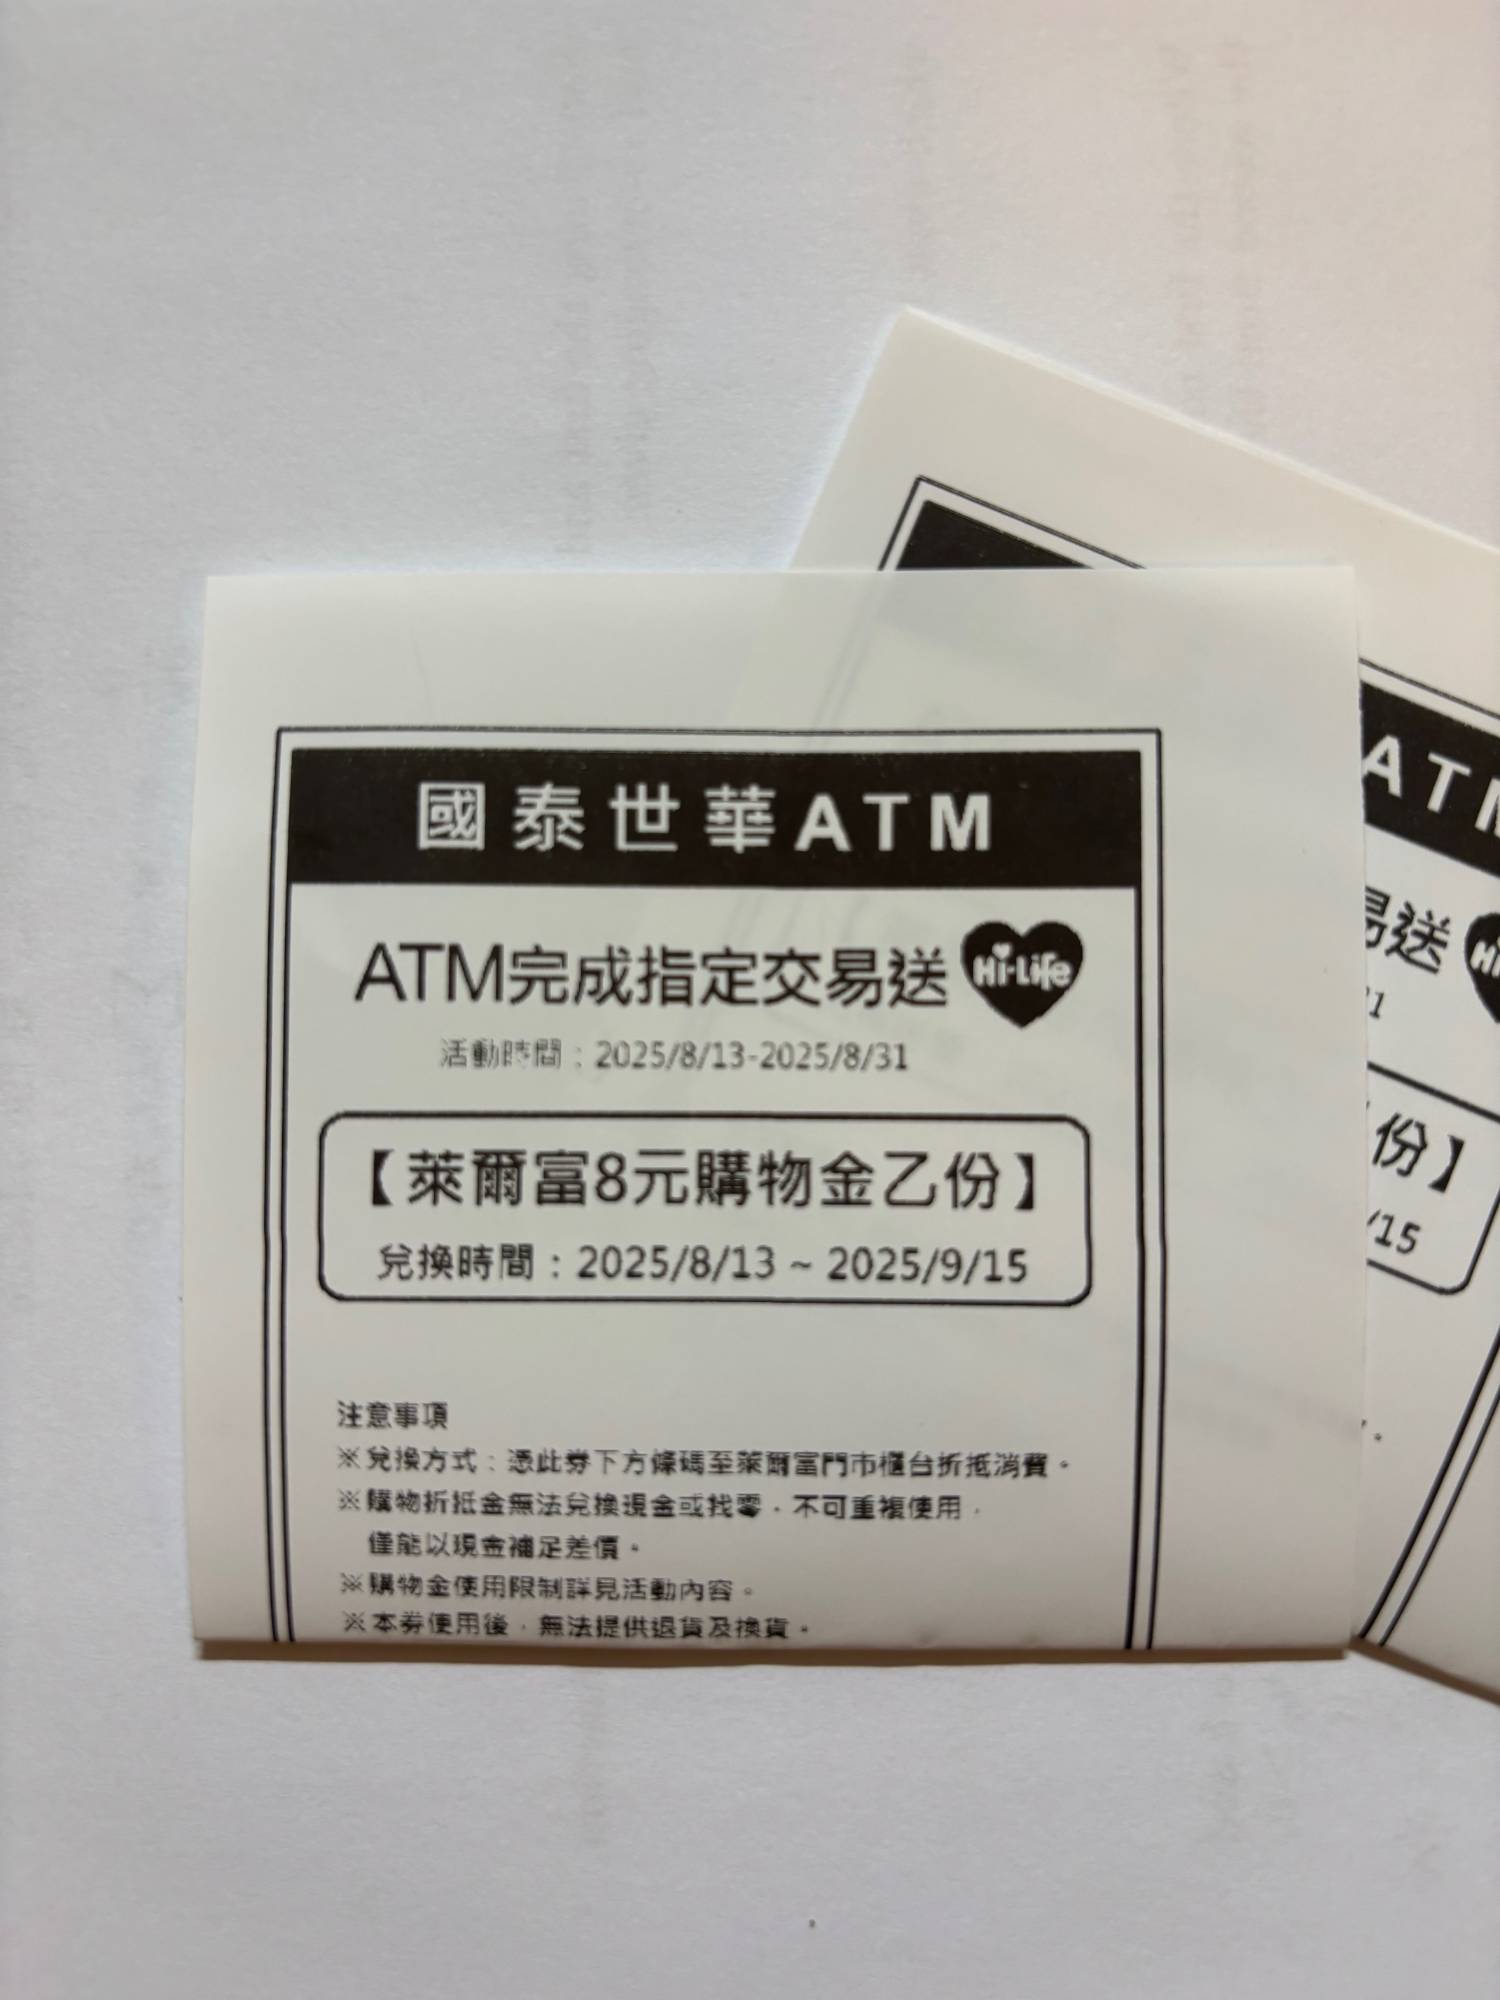 國泰世華ATM
ATM完成指定交易送 Hi-Life
活動時間：2025/8/13-2025/8/31
【萊爾富8元購物金乙份】
兌換時間：2025/8/13 ~ 2025/9/15
注意事項
※兌換方式：憑此券下方條碼至萊爾富門市櫃台折抵消費。
※購物折抵金無法兌換現金或找零，不可重複使用，
僅能以現金補足差價。
※購物金使用限制詳見活動內容。
※本券使用後，無法提供退貨及換貨。
ATM
易送 Hi
1
份】
/15